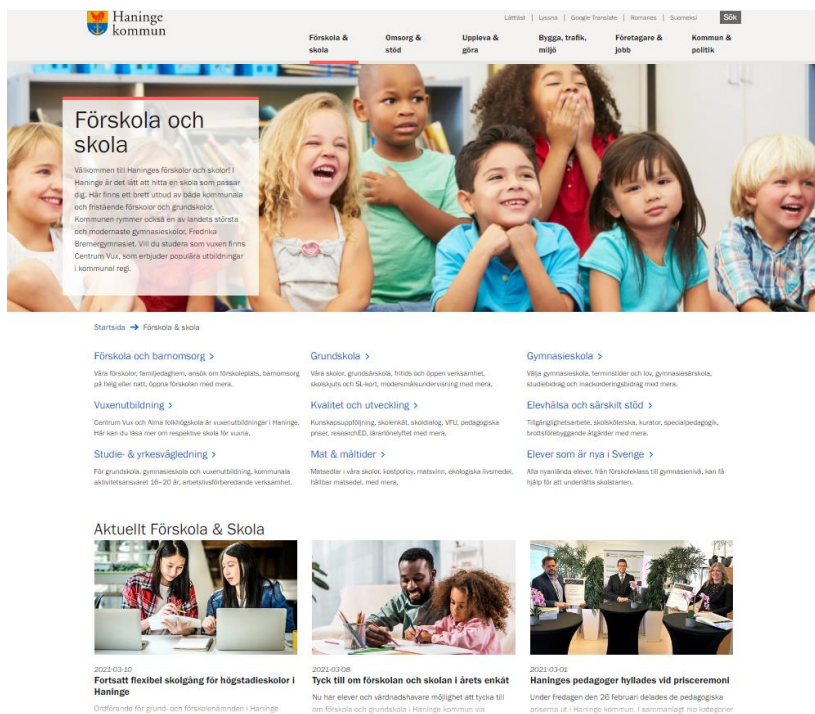 Haninge
kommun
Lättläst | Lyssna | Google Translate | Romanes | Suomeksi Sök
Förskola &
skola
Omsorg &
stöd
Uppleva &
göra
Bygga, trafik,
miljö
Företagare &
jobb
Kommun &
politik
Förskola och
skola
Välkommen till Haninges förskolor och skolor! I
Haninge är det lätt att hitta en skola som passar
dig. Här finns ett brett utbud av både kommunala
och fristående förskolor och grundskolor.
Kommunen rymmer också en av landets största
och modernaste gymnasieskolor, Fredrika
Bremergymnasiet. Vill du studera som vuxen finns
Centrum Vux, som erbjuder populära utbildningar
i kommunal regi.
Startsida → Förskola & skola
Förskola och barnomsorg >
Våra förskolor, familjedaghem, ansök om förskoleplats, barnomsorg
på helg eller natt, öppna förskolan med mera.
Grundskola >
Våra skolor, grundsärskola, fritids och öppen verksamhet,
skolskjuts och SL-kort, modersmålsundervisning med mera.
Gymnasieskola >
Välja gymnasieskola, terminstider och lov, gymnasiesärskola,
studiebidrag och inackorderingsbidrag med mera.
Vuxenutbildning >
Centrum Vux och Alma folkhögskola är vuxenutbildningar i Haninge.
Här kan du läsa mer om respektive skola för vuxna.
Kvalitet och utveckling >
Kunskapsuppföljning, skolenkät, skoldialog, VFU, pedagogiska
priser, researchED, lärarlönelyftet med mera.
Elevhälsa och särskilt stöd >
Tillgänglighetsarbete, skolsköterska, kurator, specialpedagogik,
brottsförebyggande åtgärder med mera.
Studie- & yrkesvägledning >
För grundskola, gymnasieskola och vuxenutbildning, kommunala
aktivitetsansvaret 16–20 år, arbetslivsförberedande verksamhet.
Mat & måltider >
Matsedlar i våra skolor, kostpolicy, matsvinn, ekologiska livsmedel,
hållbar matsedel, med mera.
Elever som är nya i Sverige >
Alla nyanlända elever, från förskoleklass till gymnasienivå, kan få
hjälp för att underlätta skolstarten.
Aktuellt Förskola & Skola
2021-03-10
Fortsatt flexibel skolgång för högstadieskolor i
Haninge
Ordförande för grund- och förskolenämnden i Haninge
2021-03-08
Tyck till om förskolan och skolan i årets enkät
Nu har elever och vårdnadshavare möjlighet att tycka till
om förskola och grundskola i Haninge kommun via
2021-03-01
Haninges pedagoger hyllades vid prisceremoni
Under fredagen den 26 februari delades de pedagogiska
priserna ut i Haninge kommun. I sammanlagt nio kategorier